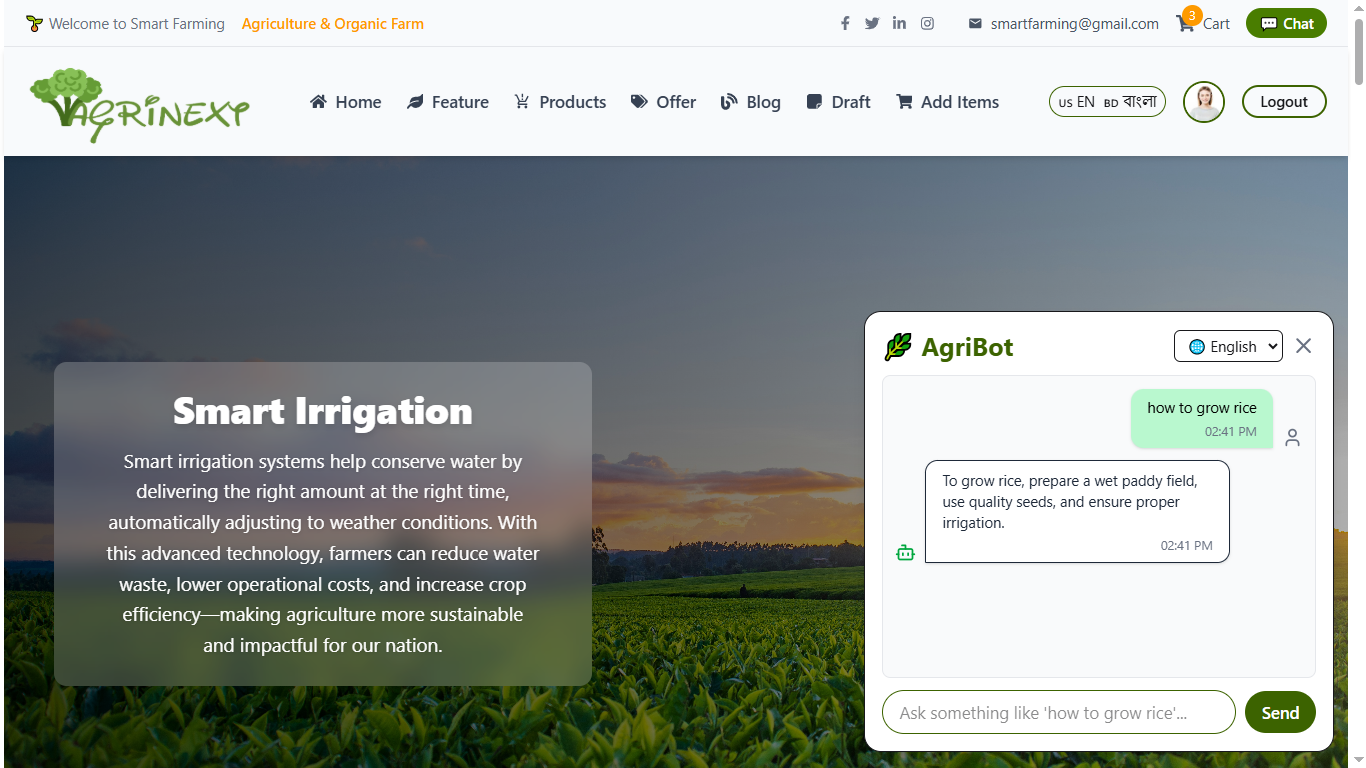 Welcome to Smart Farming Agriculture & Organic Farm smartfarming@gmail.com 3 Cart Chat
AGRINEXT Home Feature Products Offer Blog Draft Add Items US EN BD বাংলা Logout
Smart Irrigation
Smart irrigation systems help conserve water by
delivering the right amount at the right time,
automatically adjusting to weather conditions. With
this advanced technology, farmers can reduce water
waste, lower operational costs, and increase crop
efficiency—making agriculture more sustainable
and impactful for our nation.
AgriBot English
how to grow rice
02:41 PM
To grow rice, prepare a wet paddy field,
use quality seeds, and ensure proper
irrigation.
02:41 PM
Ask something like 'how to grow rice'... Send